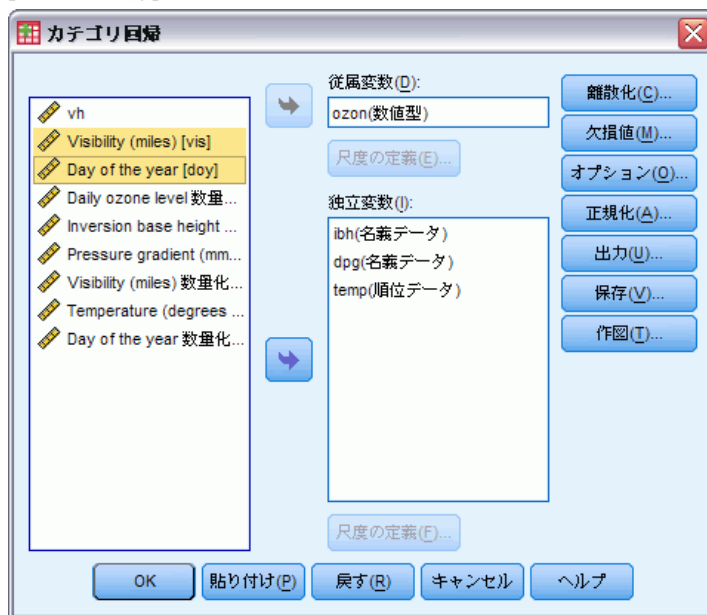 カテゴリ回帰
vh
Visibility (miles) [vis]
Day of the year [doy]
Daily ozone level 数量...
Inversion base height ...
Pressure gradient (mm...
Visibility (miles) 数量化...
Temperature (degrees ...
Day of the year 数量化...
従属変数(D):
ozon(数値型)
尺度の定義(E)...
独立変数(I):
ibh(名義データ)
dpg(名義データ)
temp(順位データ)
尺度の定義(F)...
離散化(C)...
欠損値(M)...
オプション(O)...
正規化(A)...
出力(U)...
保存(V)...
作図(T)...
OK
貼り付け(P)
戻す(R)
キャンセル
ヘルプ